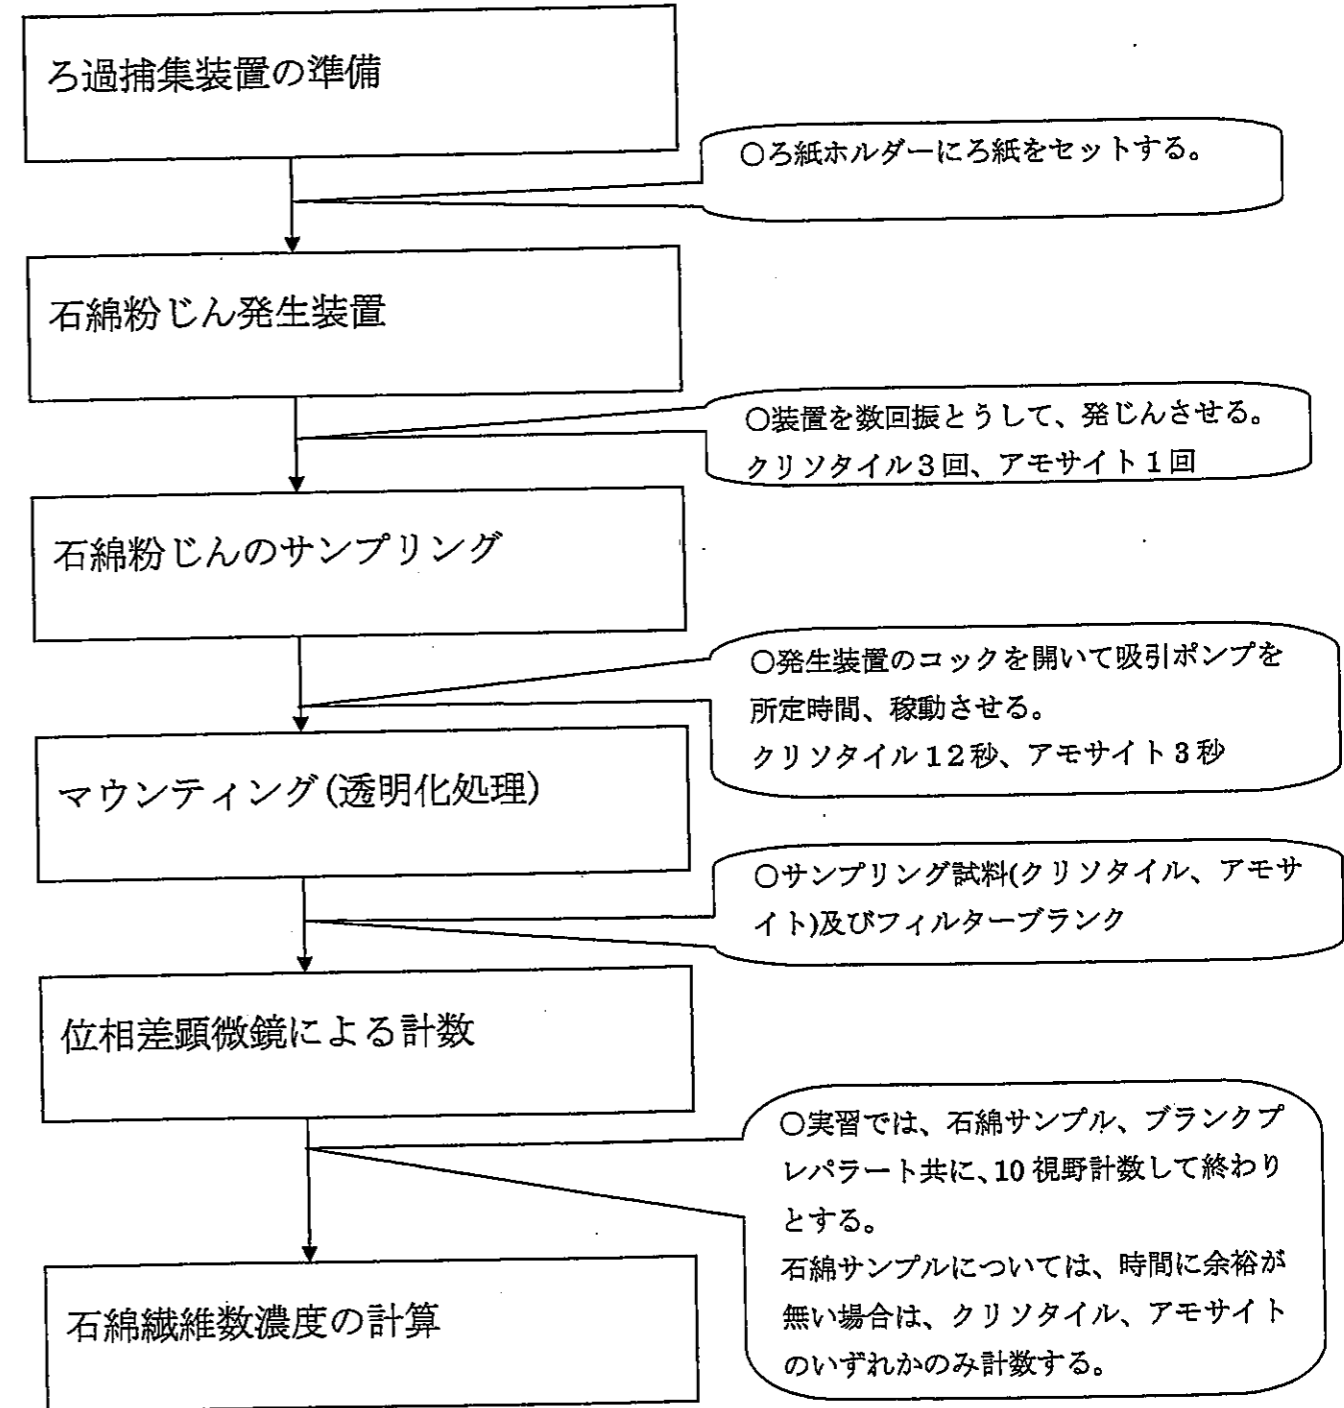 ろ過捕集装置の準備
○ろ紙ホルダーにろ紙をセットする。
石綿粉じん発生装置
○装置を数回振とうして、発じんさせる。
クリソタイル3回、アモサイト1回
石綿粉じんのサンプリング
○発生装置のコックを開いて吸引ポンプを
所定時間、稼動させる。
クリソタイル12秒、アモサイト3秒
マウンティング(透明化処理)
○サンプリング試料(クリソタイル、アモサ
イト)及びフィルターブランク
位相差顕微鏡による計数
○実習では、石綿サンプル、ブランクプ
レパラート共に、10視野計数して終わり
とする。
石綿サンプルについては、時間に余裕が
無い場合は、クリソタイル、アモサイト
のいずれかのみ計数する。
石綿繊維数濃度の計算